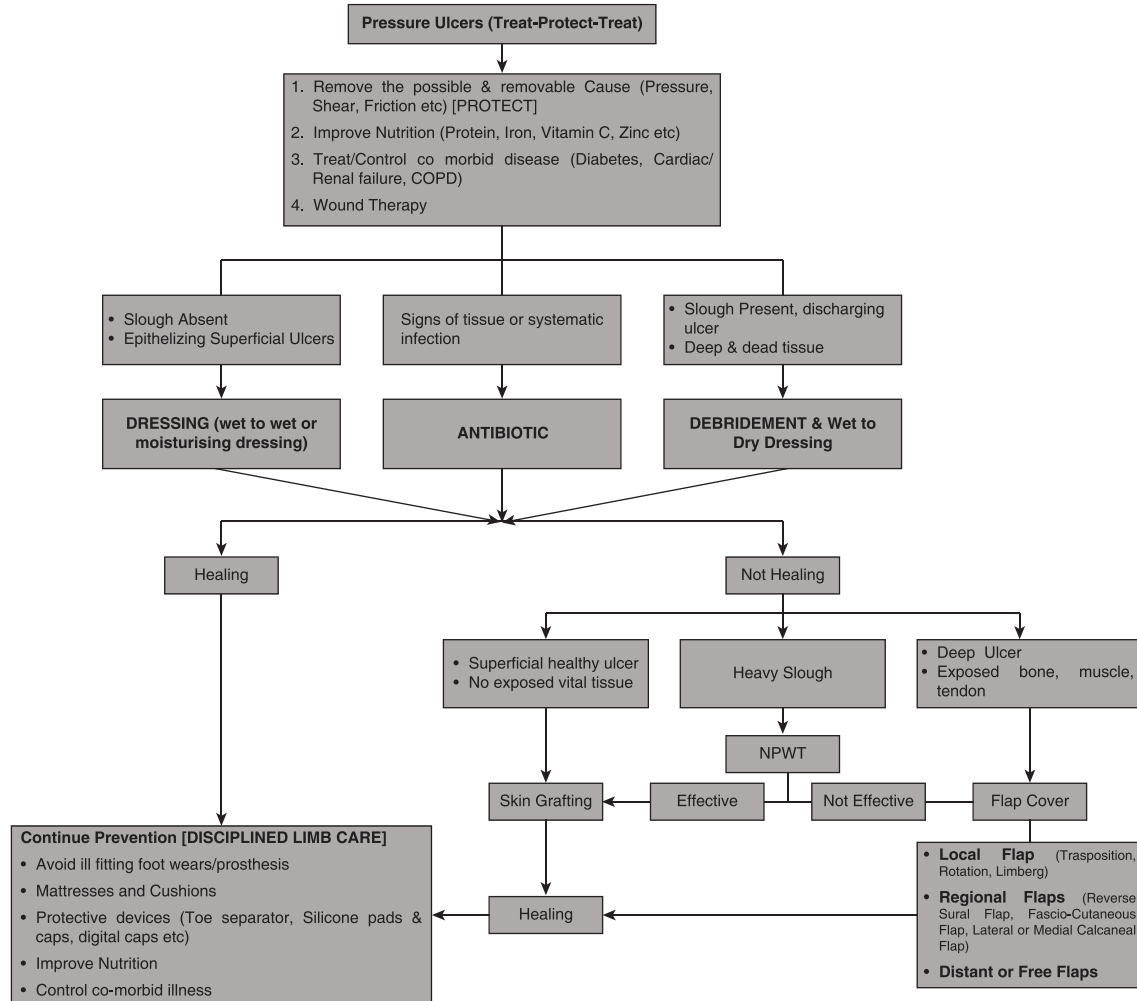 Pressure Ulcers (Treat-Protect-Treat)
1. Remove the possible & removable Cause (Pressure,
Shear, Friction etc) [PROTECT]
2. Improve Nutrition (Protein, Iron, Vitamin C, Zinc etc)
3. Treat/Control co morbid disease (Diabetes, Cardiac/
Renal failure, COPD)
4. Wound Therapy
• Slough Absent
• Epithelizing Superficial Ulcers
Signs of tissue or systematic
infection
• Slough Present, discharging
ulcer
• Deep & dead tissue
DRESSING (wet to wet or
moisturising dressing)
ANTIBIOTIC
DEBRIDEMENT & Wet to
Dry Dressing
Healing
Not Healing
• Superficial healthy ulcer
• No exposed vital tissue
Heavy Slough
• Deep Ulcer
• Exposed bone, muscle,
tendon
NPWT
Skin Grafting
Effective
Not Effective
Flap Cover
Continue Prevention [DISCIPLINED LIMB CARE]
• Avoid ill fitting foot wears/prosthesis
• Mattresses and Cushions
• Protective devices (Toe separator, Silicone pads &
caps, digital caps etc)
• Improve Nutrition
• Control co-morbid illness
Healing
• Local Flap (Trasposition,
Rotation, Limberg)
• Regional Flaps (Reverse
Sural Flap, Fascio-Cutaneous
Flap, Lateral or Medial Calcaneal
Flap)
• Distant or Free Flaps